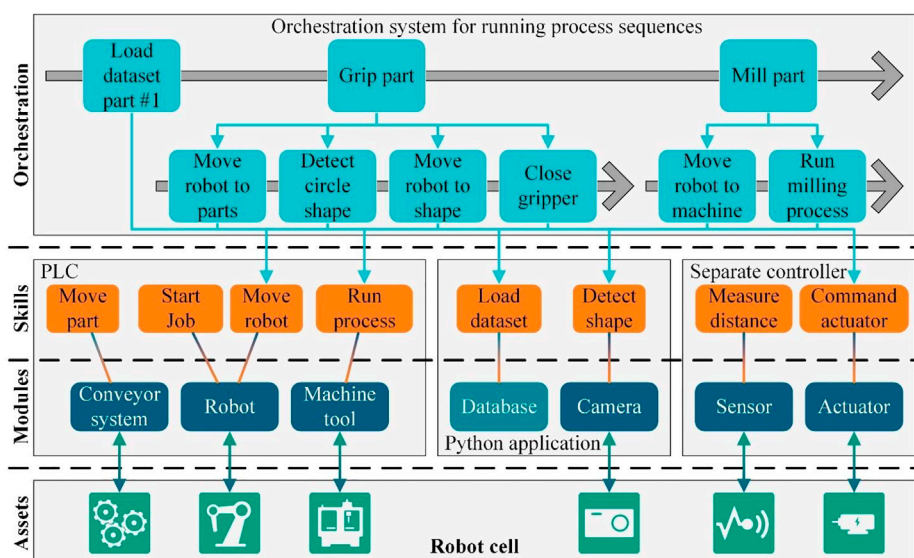 Orchestration system for running process sequences
Orchestration
Load
dataset
part #1
Grip part
Mill part
Move
robot to
parts
Detect
circle
shape
Move
robot to
shape
Close
gripper
Move
robot to
machine
Run
milling
process
Skills
PLC
Move
part
Start
Job
Move
robot
Run
process
Load
dataset
Detect
shape
Separate controller
Measure
distance
Command
actuator
Modules
Conveyor
system
Robot
Machine
tool
Database
Camera
Python application
Sensor
Actuator
Assets
Robot cell